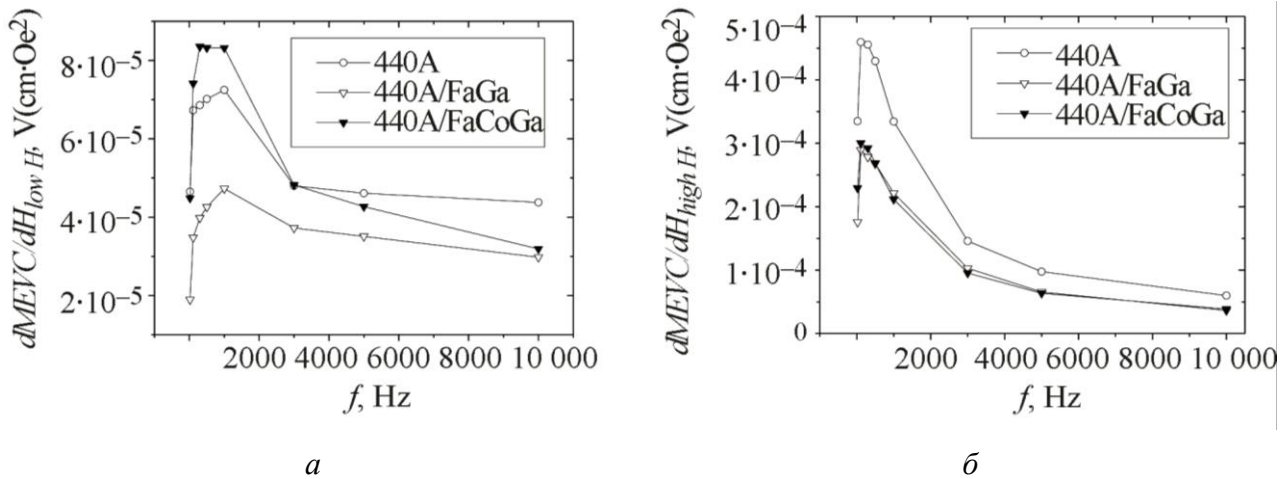 dMEVC/dH_low H, V(cm·Oe²)
8·10⁻⁵
6·10⁻⁵
4·10⁻⁵
2·10⁻⁵
440A
440A/FaGa
440A/FaCoGa
2000 4000 6000 8000 10 000
f, Hz
а
dMEVC/dH_high H, V(cm·Oe²)
5·10⁻⁴
4·10⁻⁴
3·10⁻⁴
2·10⁻⁴
1·10⁻⁴
0
440A
440A/FaGa
440A/FaCoGa
2000 4000 6000 8000 10 000
f, Hz
б